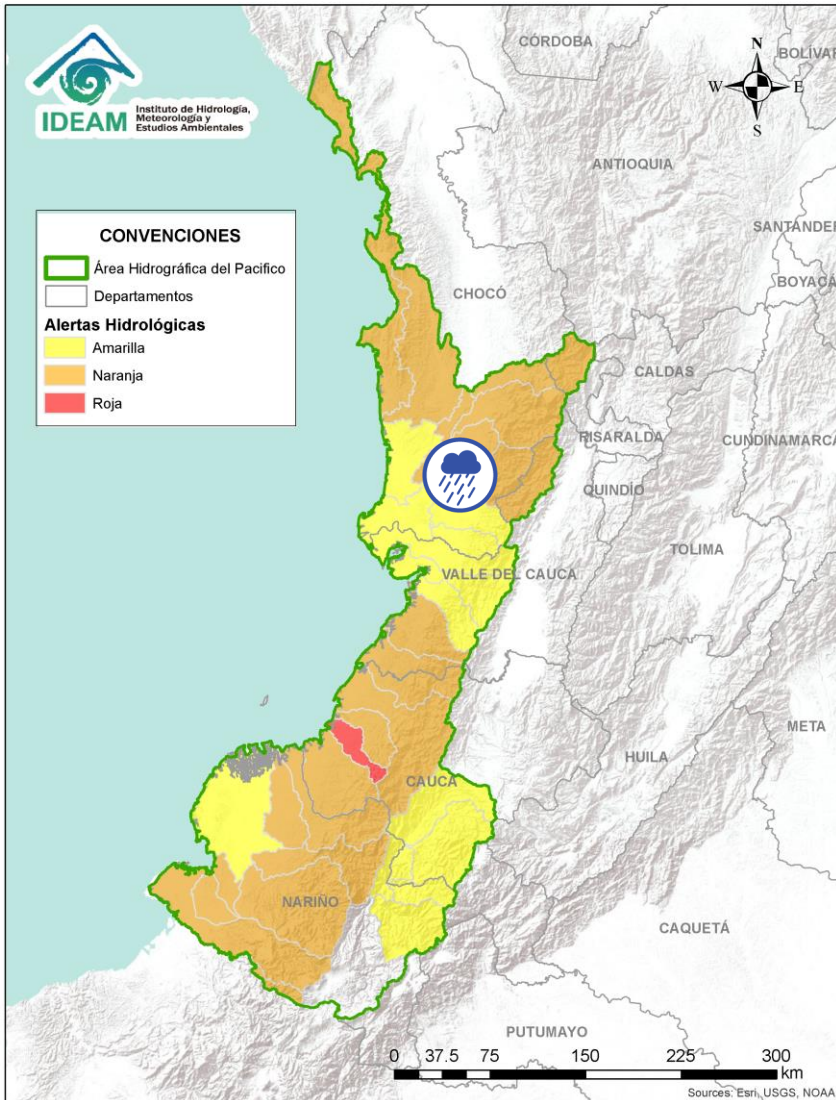 IDEAM
Instituto de Hidrología,
Meteorología y
Estudios Ambientales
CÓRDOBA
BOLÍVAR
N
W
E
S
ANTIOQUIA
SANTANDER
BOYACÁ
CONVENCIONES
Área Hidrográfica del Pacifico
Departamentos
Alertas Hidrológicas
Amarilla
Naranja
Roja
CHOCÓ
CALDAS
RISARALDA
CUNDINAMARCA
QUINDÍO
TOLIMA
VALLE DEL CAUCA
META
HUILA
CAUCA
NARIÑO
CAQUETÁ
PUTUMAYO
0 37.5 75 150 225 300
km
Sources: Esri, USGS, NOAA